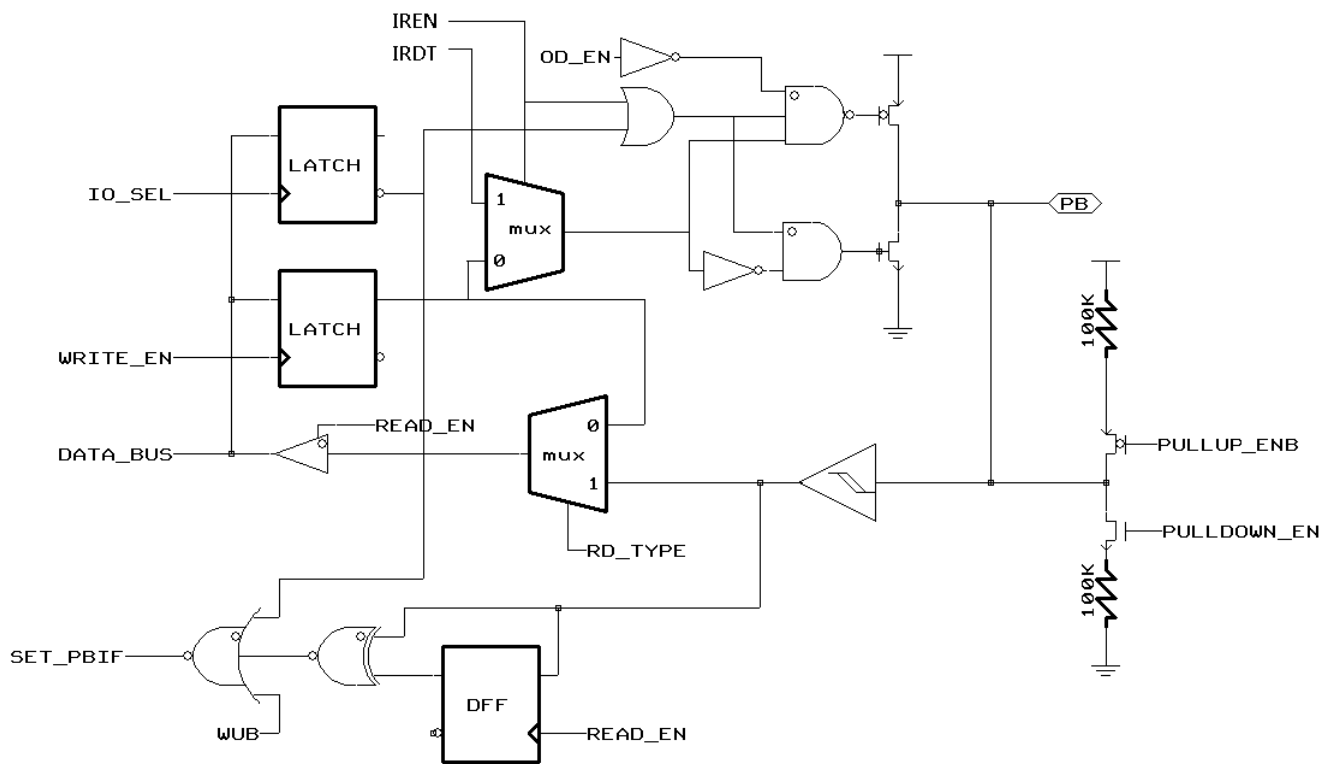 IREN
IRDT
OD_EN
LATCH
IO_SEL
1
mux
0
PB
LATCH
WRITE_EN
100K
READ_EN
0
DATA_BUS
mux
1
PULLUP_ENB
RD_TYPE
PULLDOWN_EN
100K
SET_PBIF
DFF
WUB
READ_EN